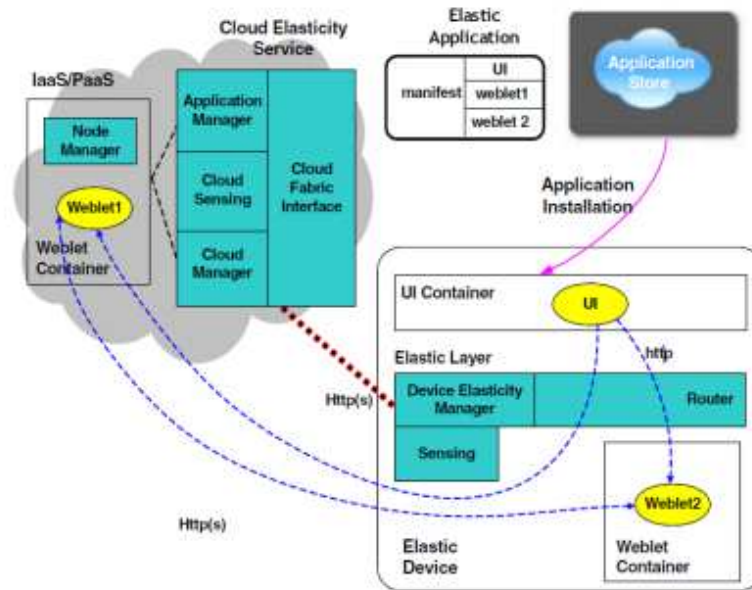 Cloud Elasticity
Service
Elastic
Application
UI
manifest
weblet1
weblet 2
Application
Store
IaaS/PaaS
Node
Manager
Weblet1
Weblet
Container
Application
Manager
Cloud
Sensing
Cloud
Manager
Cloud
Fabric
Interface
Application
Installation
UI Container
UI
http
Elastic Layer
Device Elasticity
Manager
Router
Sensing
Http(s)
Http(s)
Weblet2
Weblet
Container
Elastic
Device